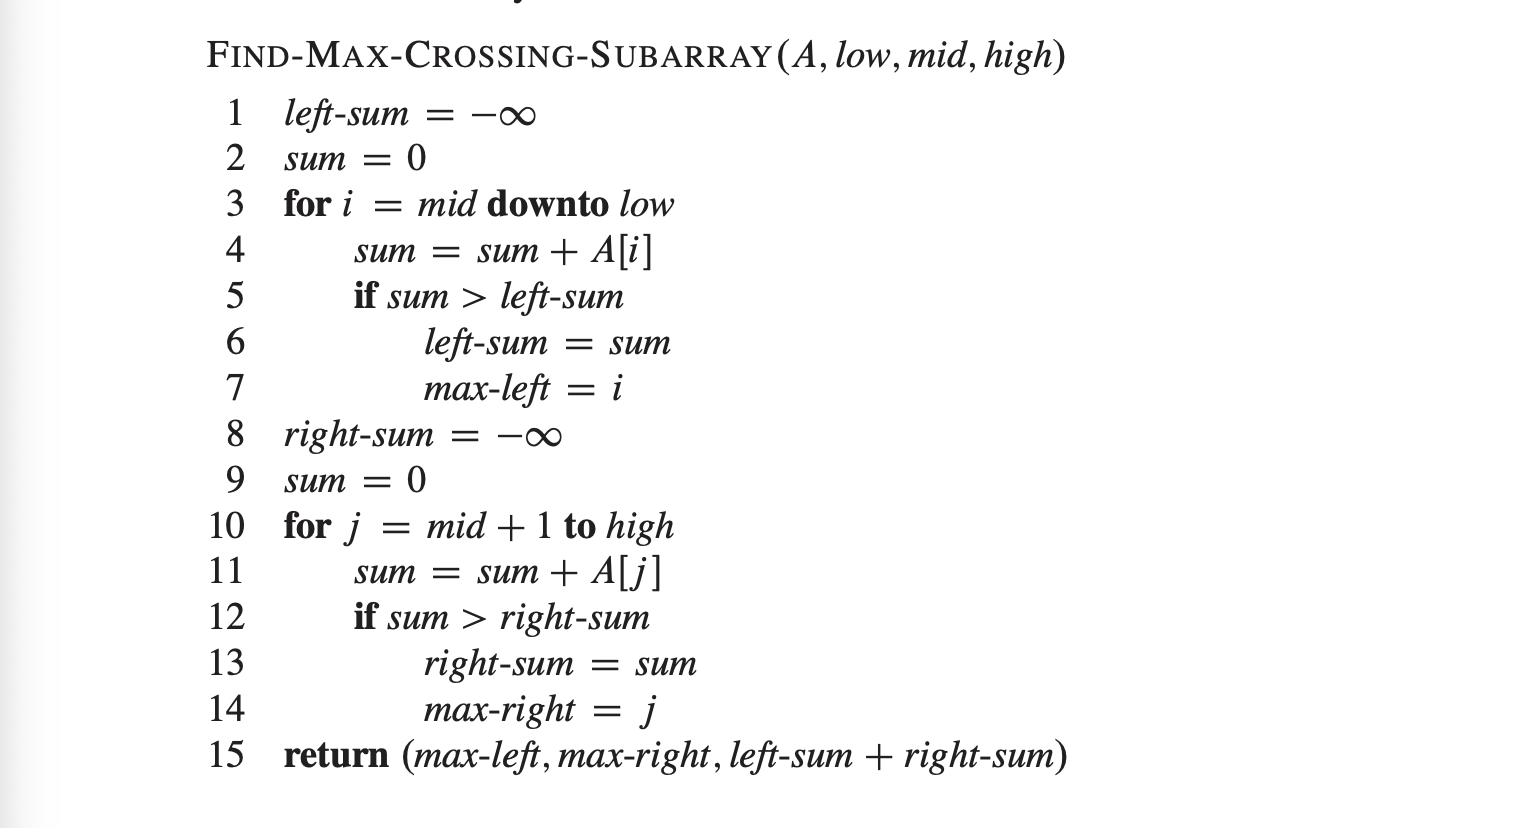 FIND-MAX-CROSSING-SUBARRAY(A, low, mid, high)
1 left-sum = −∞
2 sum = 0
3 for i = mid downto low
4 sum = sum + A[i]
5 if sum > left-sum
6 left-sum = sum
7 max-left = i
8 right-sum = −∞
9 sum = 0
10 for j = mid + 1 to high
11 sum = sum + A[j]
12 if sum > right-sum
13 right-sum = sum
14 max-right = j
15 return (max-left, max-right, left-sum + right-sum)